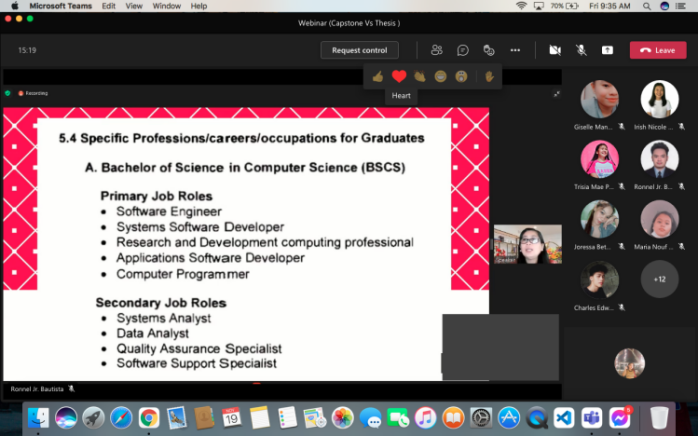 Microsoft Teams Edit View Window Help 70% Fri 9:35 AM
Webinar (Capstone Vs Thesis )
15:19 Request control Leave
Heart
Recording
5.4 Specific Professions/careers/occupations for Graduates
A. Bachelor of Science in Computer Science (BSCS)
Primary Job Roles
• Software Engineer
• Systems Software Developer
• Research and Development computing professional
• Applications Software Developer
• Computer Programmer
Secondary Job Roles
• Systems Analyst
• Data Analyst
• Quality Assurance Specialist
• Software Support Specialist
Ronnel Jr. Bautista
Giselle Man... Irish Nicole ...
Trisia Mae P... Ronnel Jr. B...
Joressa Bet... Maria Nouf ...
Charles Edw... +12
NOV
19